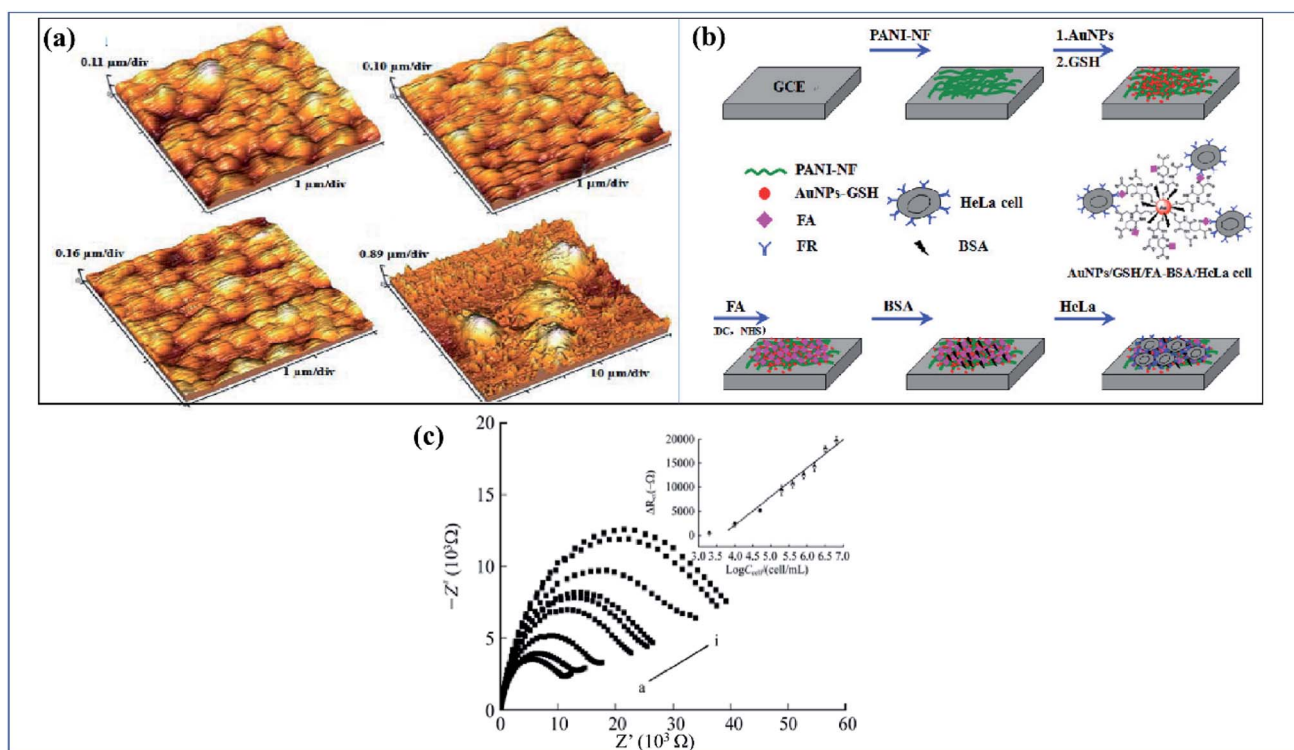 (a)
0.11 µm/div
1 µm/div
0.10 µm/div
1 µm/div
0.16 µm/div
1 µm/div
0.89 µm/div
10 µm/div
(b)
PANI-NF
1.AuNPs
2.GSH
GCE
PANI-NF
AuNPs-GSH
FA
FR
HeLa cell
BSA
Au
AuNPs/GSH/FA-BSA/HeLa cell
FA
DC, NHS)
BSA
HeLa
(c)
20
15
10
5
0
−Z" (10³Ω)
0 10 20 30 40 50 60
Z' (10³ Ω)
a
i
20000
15000
10000
5000
0
3.0 3.5 4.0 4.5 5.0 5.5 6.0 6.5 7.0